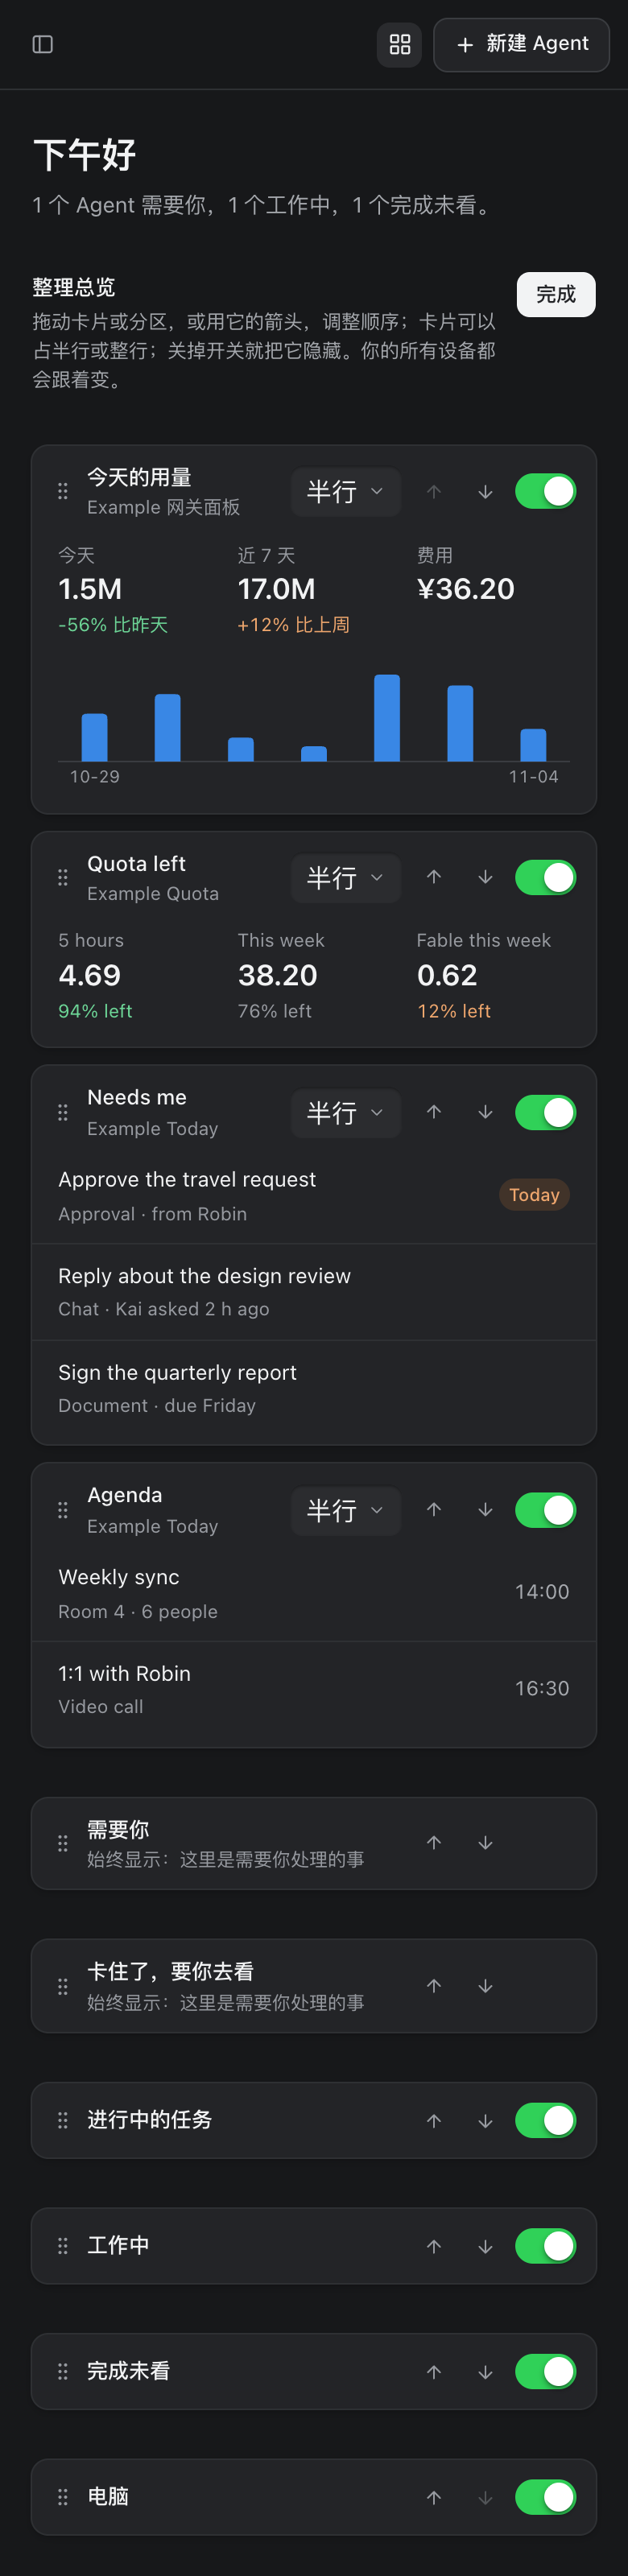 新建 Agent
下午好
1 个 Agent 需要你，1 个工作中，1 个完成未看。
整理总览
完成
拖动卡片或分区，或用它的箭头，调整顺序；卡片可以
占半行或整行；关掉开关就把它隐藏。你的所有设备都
会跟着变。
今天的用量
半行
Example 网关面板
今天 近 7 天 费用
1.5M 17.0M ¥36.20
-56% 比昨天 +12% 比上周
10-29 11-04
Quota left
半行
Example Quota
5 hours This week Fable this week
4.69 38.20 0.62
94% left 76% left 12% left
Needs me
半行
Example Today
Approve the travel request
Today
Approval · from Robin
Reply about the design review
Chat · Kai asked 2 h ago
Sign the quarterly report
Document · due Friday
Agenda
半行
Example Today
Weekly sync
14:00
Room 4 · 6 people
1:1 with Robin
16:30
Video call
需要你
始终显示：这里是需要你处理的事
卡住了，要你去看
始终显示：这里是需要你处理的事
进行中的任务
工作中
完成未看
电脑